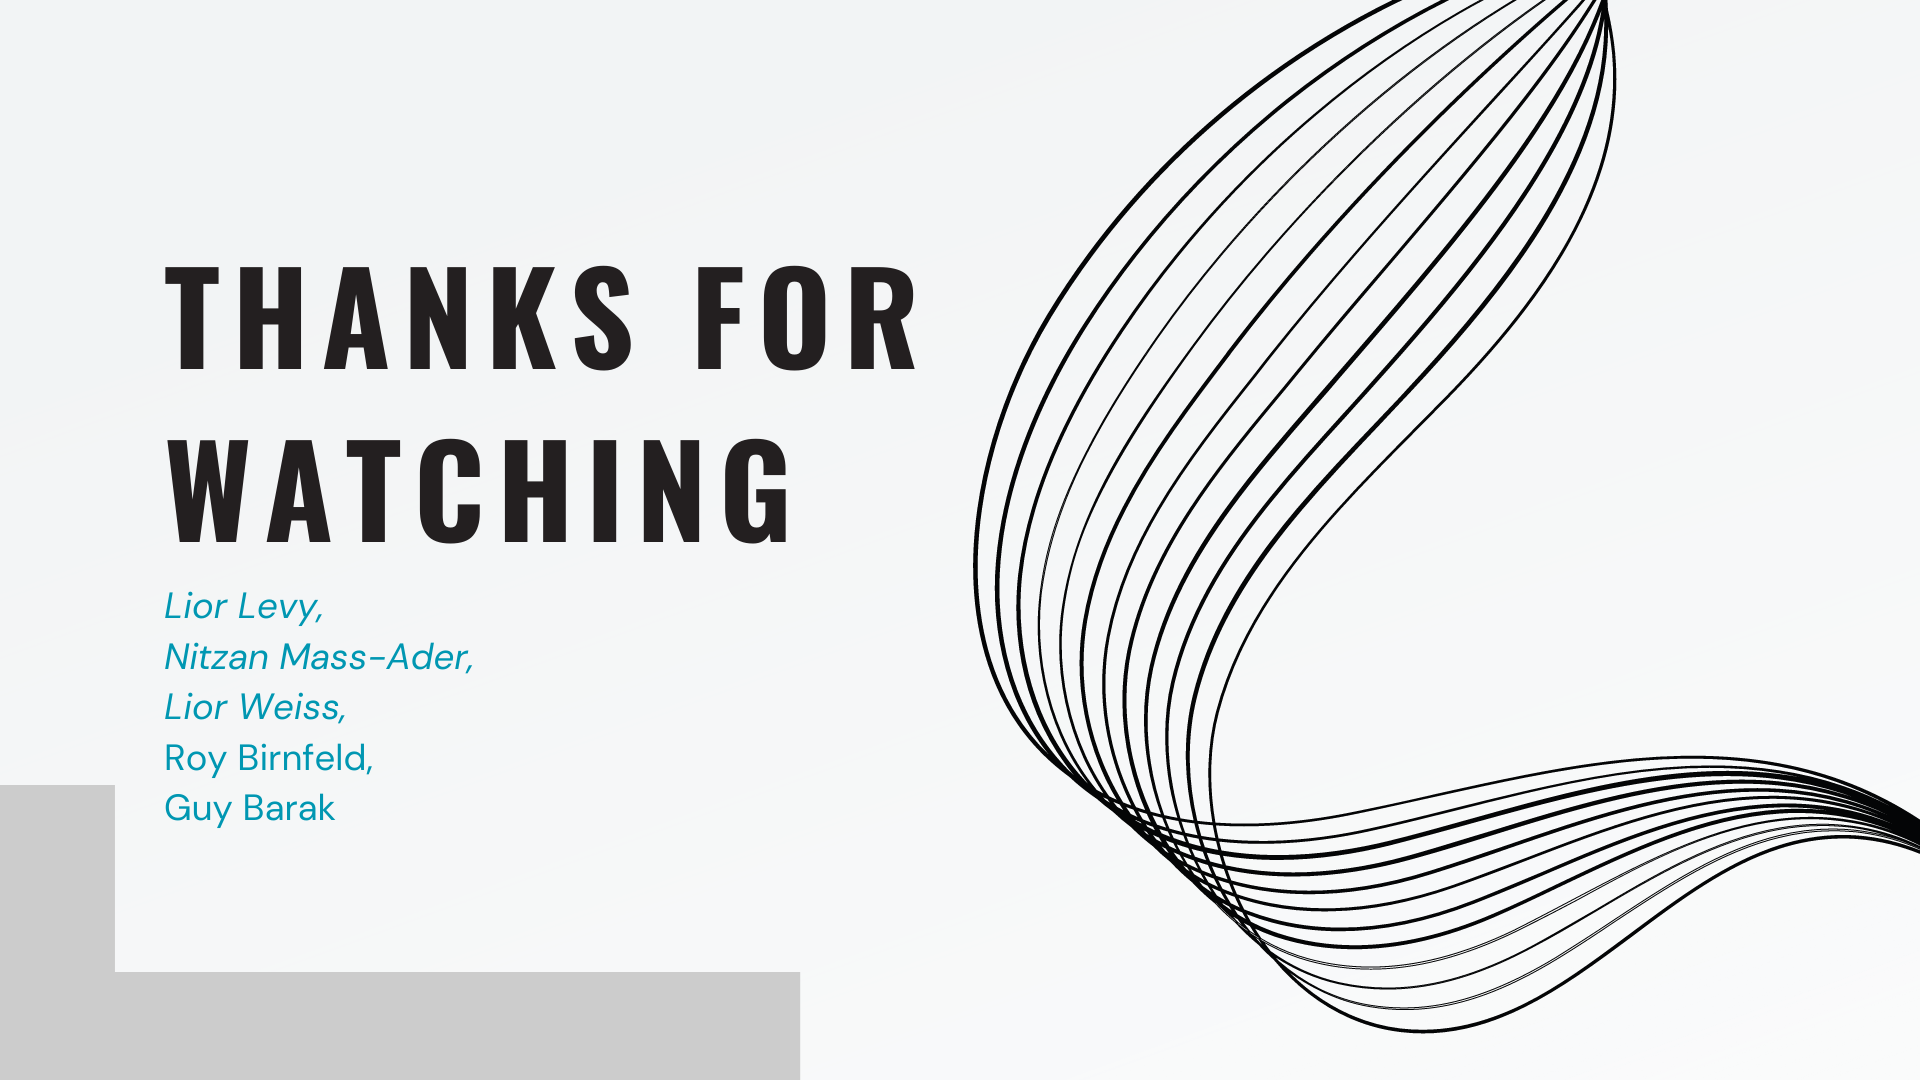 THANKS FOR
WATCHING
Lior Levy,
Nitzan Mass-Ader,
Lior Weiss,
Roy Birnfeld,
Guy Barak